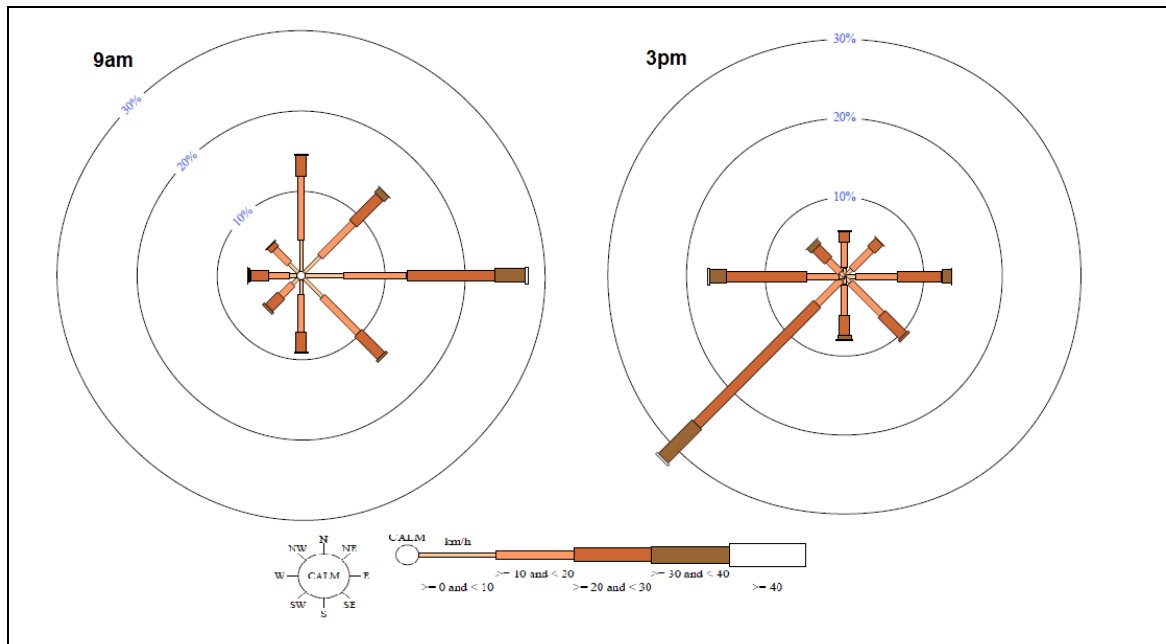 9am
3pm
30%
20%
10%
30%
20%
10%
N
NW NE
W CALM E
SW SE
S
CALM km/h
>= 0 and < 10
>= 10 and < 20
>= 20 and < 30
>= 30 and < 40
>= 40